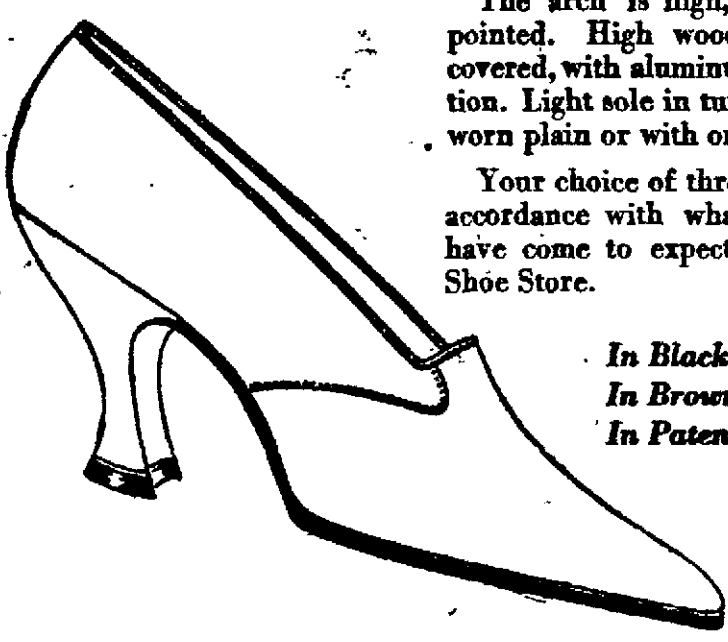 The arch is high,
pointed. High wood
covered, with aluminu
tion. Light sole in tu
worn plain or with or
Your choice of thr
accordance with wha
have come to expect
Shoe Store.
In Black
In Brown
In Paten